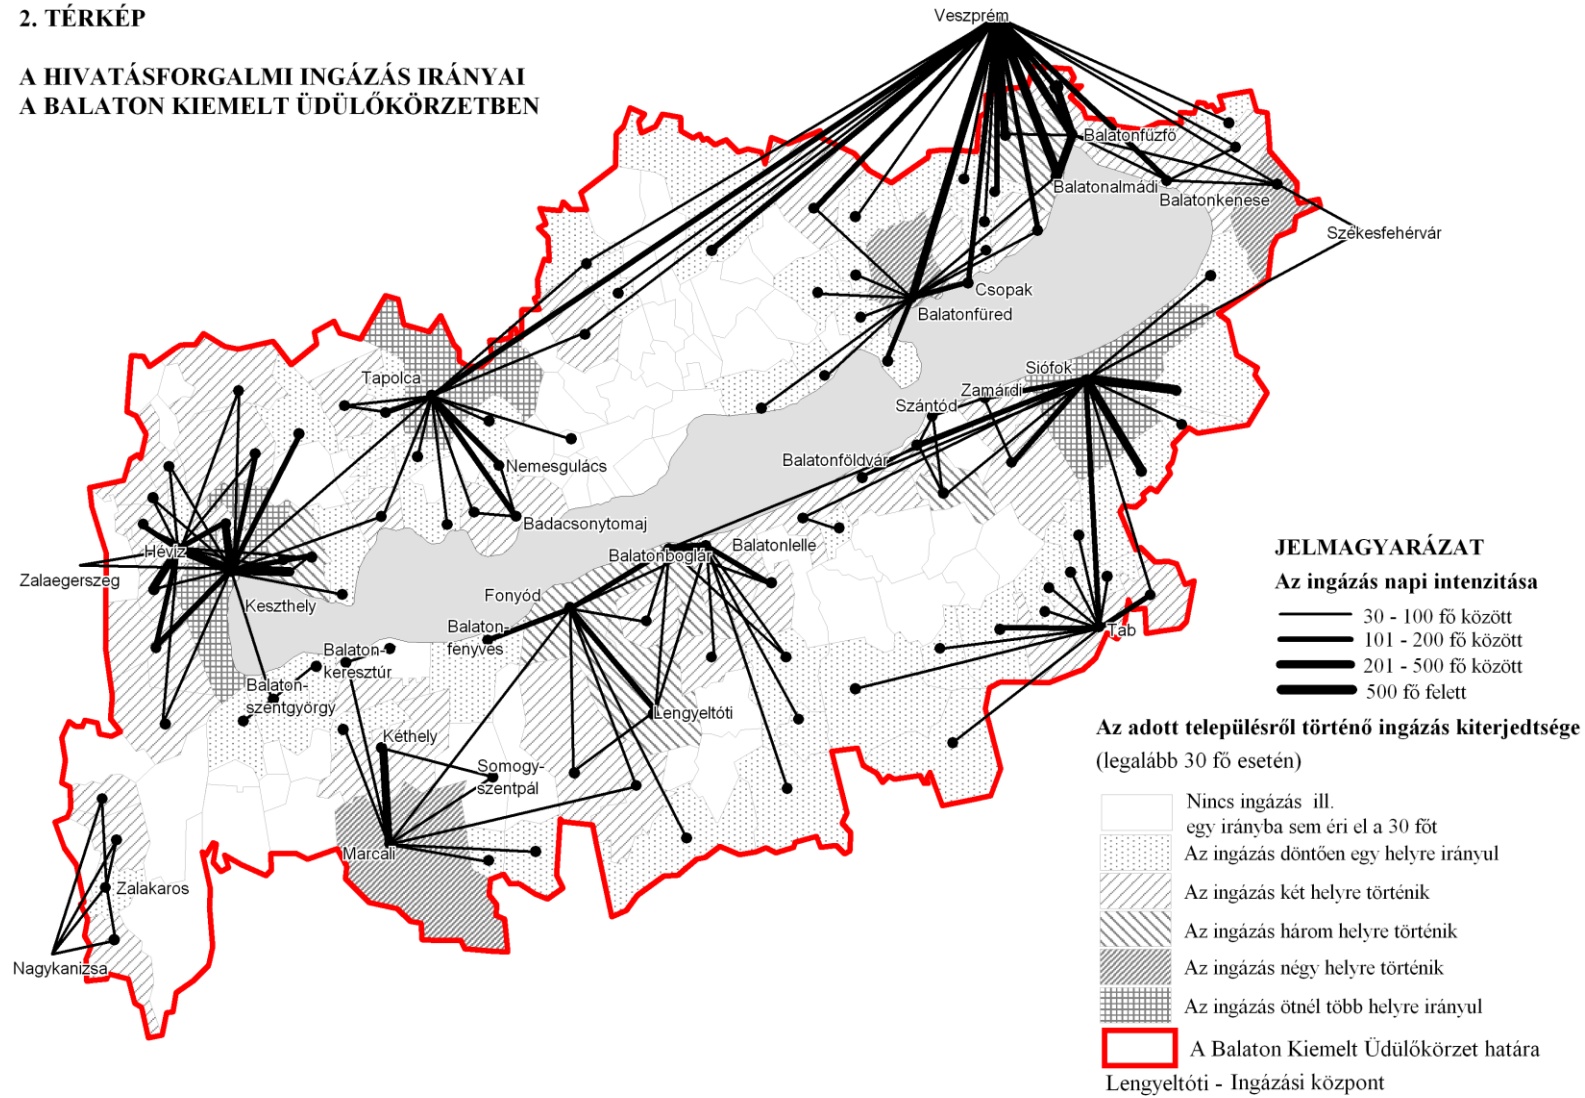 2. TÉRKÉP
A HIVATÁSFORGALMI INGÁZÁS IRÁNYAI
A BALATON KIEMELT ÜDÜLŐKÖRZETBEN
Veszprém
Balatonfűzfő
Balatonalmádi
Balatonkenese
Székesfehérvár
Csopak
Balatonfüred
Siófok
Tapolca
Zamárdi
Szántód
Balatonföldvár
Nemesgulács
Badacsonytomaj
Hévíz
Zalaegerszeg
Keszthely
Balatonboglár
Balatonlelle
Fonyód
Balaton-
fenyves
Balaton-
keresztúr
Balaton-
szentgyörgy
Tab
Lengyeltóti
Kéthely
Somogy-
szentpál
Marcali
Zalakaros
Nagykanizsa
JELMAGYARÁZAT
Az ingázás napi intenzitása
30 - 100 fő között
101 - 200 fő között
201 - 500 fő között
500 fő felett
Az adott településről történő ingázás kiterjedtsége
(legalább 30 fő esetén)
Nincs ingázás ill.
egy irányba sem éri el a 30 főt
Az ingázás döntően egy helyre irányul
Az ingázás két helyre történik
Az ingázás három helyre történik
Az ingázás négy helyre történik
Az ingázás ötnél több helyre irányul
A Balaton Kiemelt Üdülőkörzet határa
Lengyeltóti - Ingázási központ